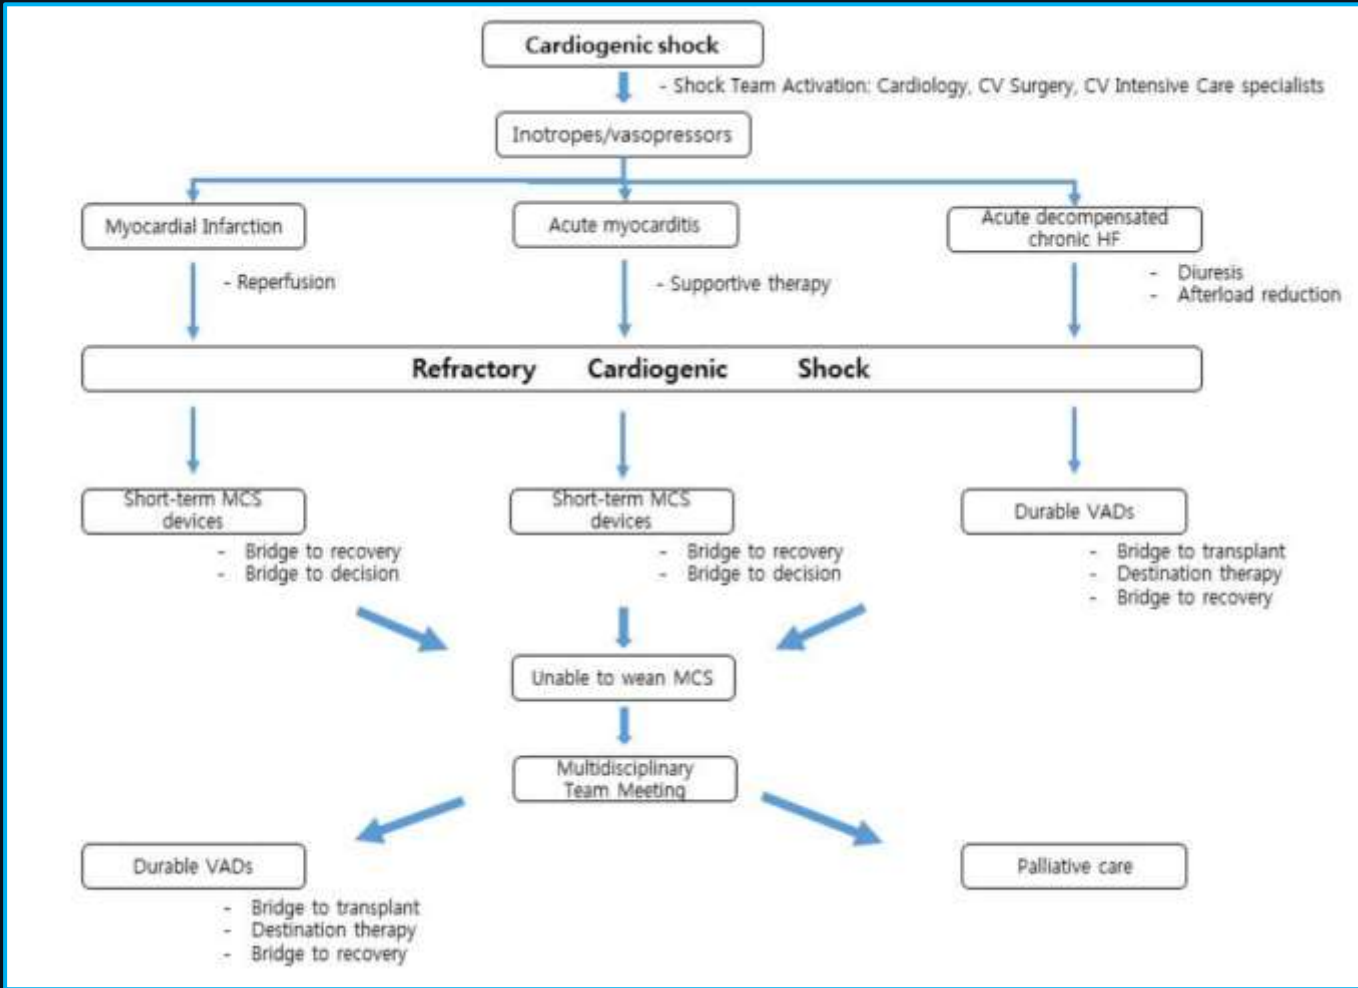 Cardiogenic shock
- Shock Team Activation: Cardiology, CV Surgery, CV Intensive Care specialists
Inotropes/vasopressors
Myocardial Infarction
Acute myocarditis
Acute decompensated
chronic HF
- Reperfusion
- Supportive therapy
- Diuresis
- Afterload reduction
Refractory Cardiogenic Shock
Short-term MCS
devices
- Bridge to recovery
- Bridge to decision
Short-term MCS
devices
- Bridge to recovery
- Bridge to decision
Durable VADs
- Bridge to transplant
- Destination therapy
- Bridge to recovery
Unable to wean MCS
Multidisciplinary
Team Meeting
Durable VADs
- Bridge to transplant
- Destination therapy
- Bridge to recovery
Palliative care